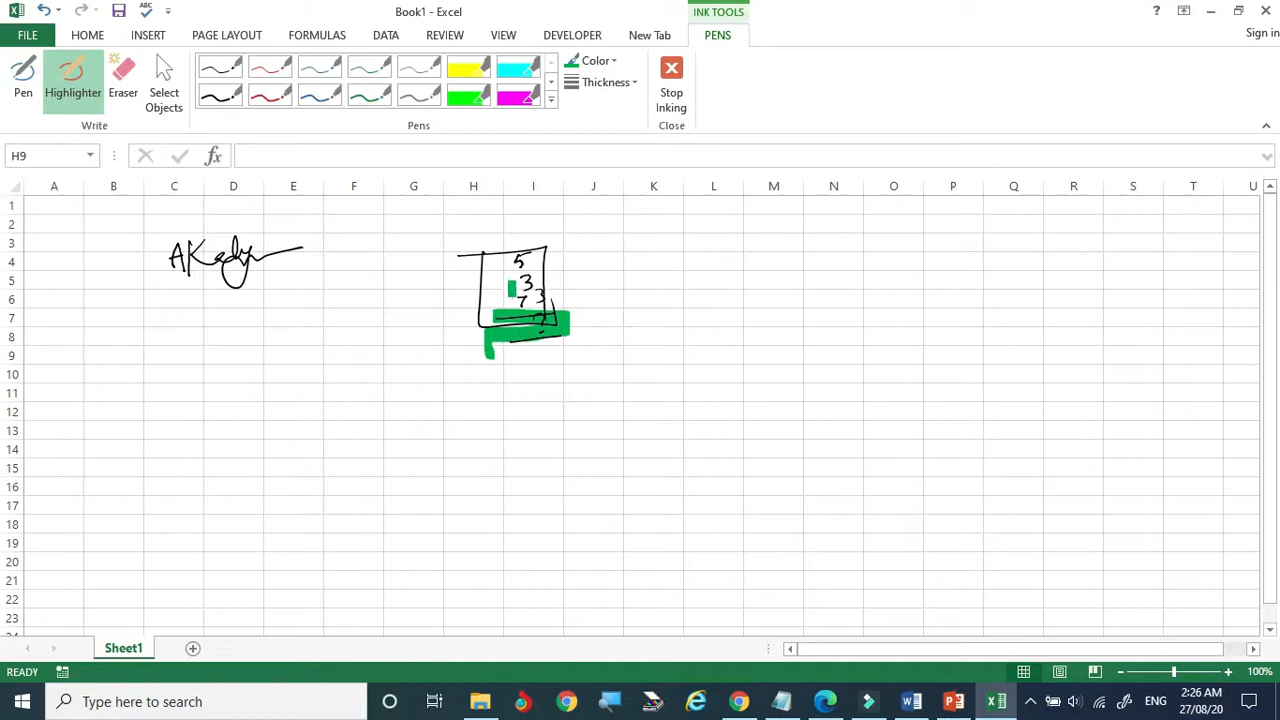 ABC
Book1 - Excel
INK TOOLS
?
FILE HOME INSERT PAGE LAYOUT FORMULAS DATA REVIEW VIEW DEVELOPER New Tab PENS Sign in
Pen Highlighter Eraser Select Objects
Color
Thickness
Stop Inking
Write Pens Close
H9 fx
A B C D E F G H I J K L M N O P Q R S T U
1
2
3
4 5
5 3
6 7 3
7
8
9
10
11
12
13
14
15
16
17
18
19
20
21
22
23
Sheet1
READY 100%
Type here to search ENG 2:26 AM
27/08/20